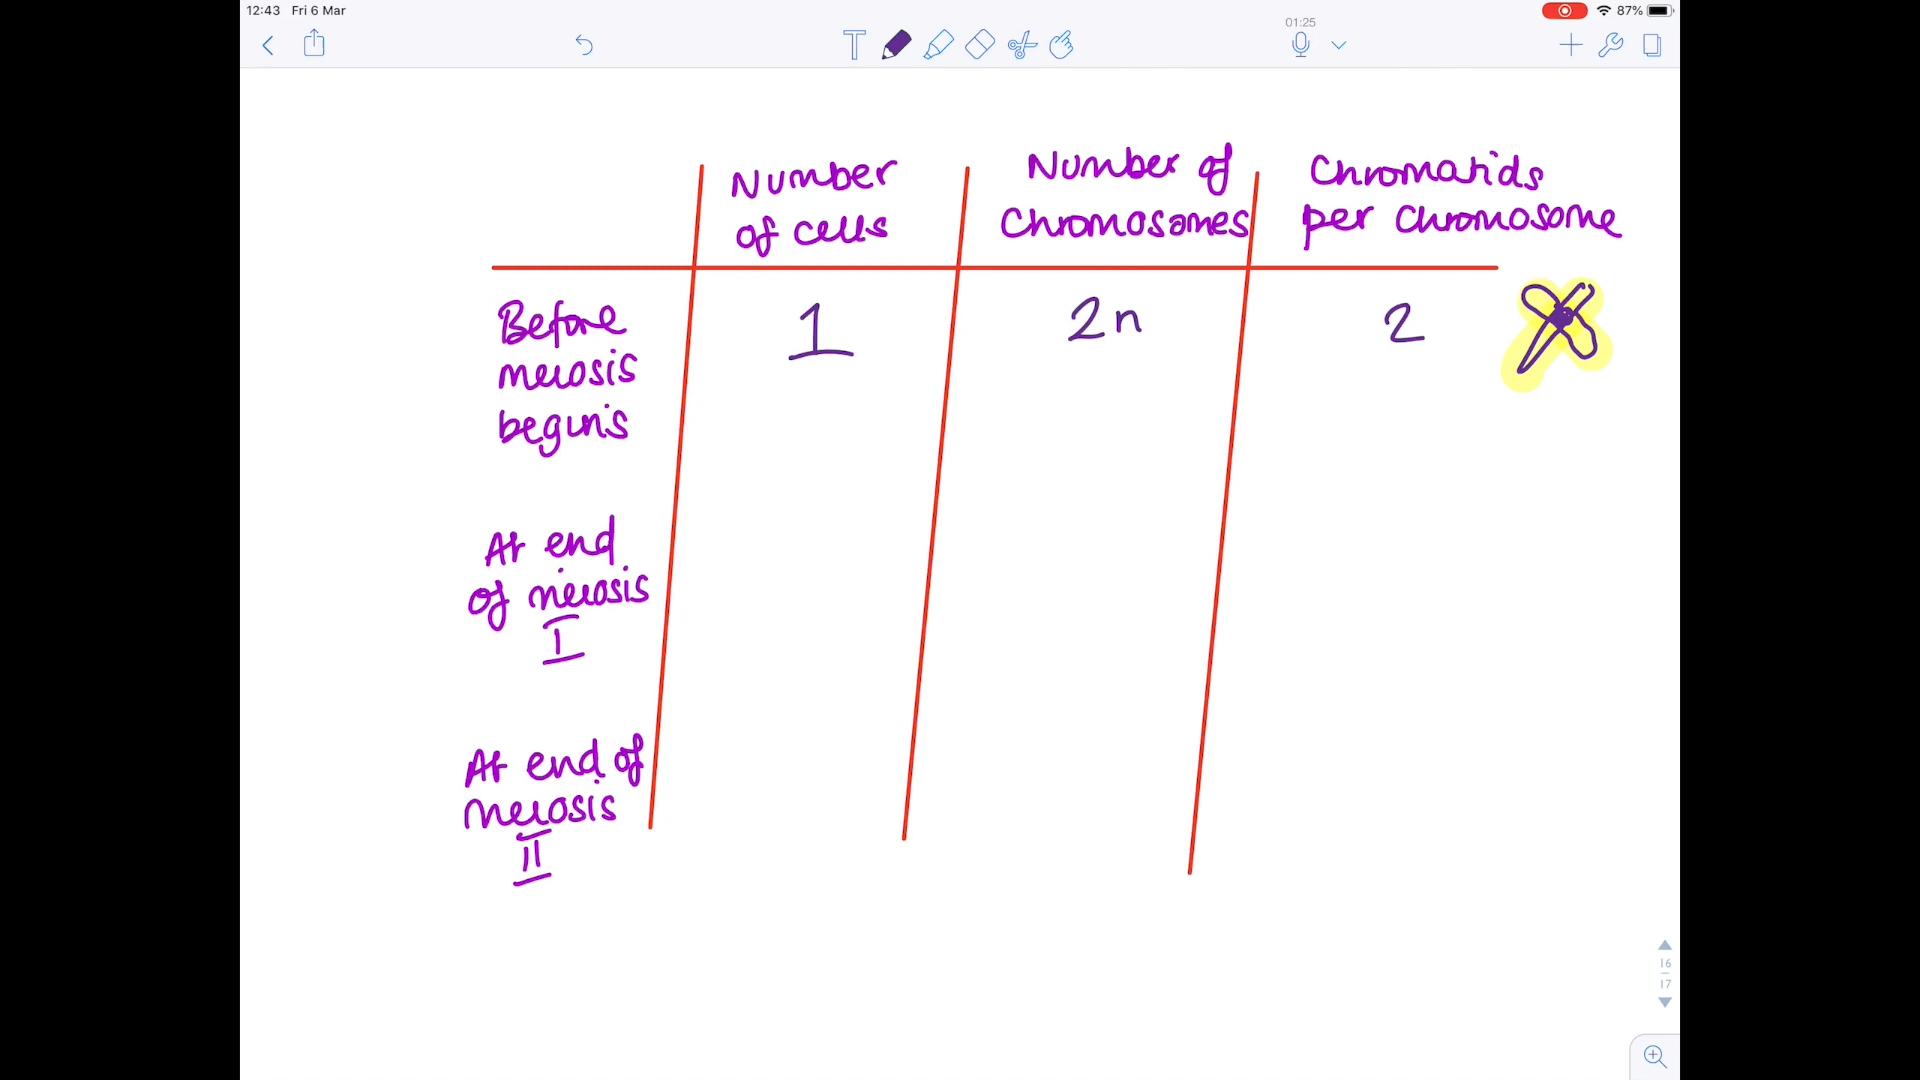 12:43 Fri 6 Mar
87%
01:25
T
Number of cells
Number of Chromosomes
Chromatids per chromosome
Before meiosis begins
1
2n
2
At end of meiosis I
At end of meiosis II
16
17